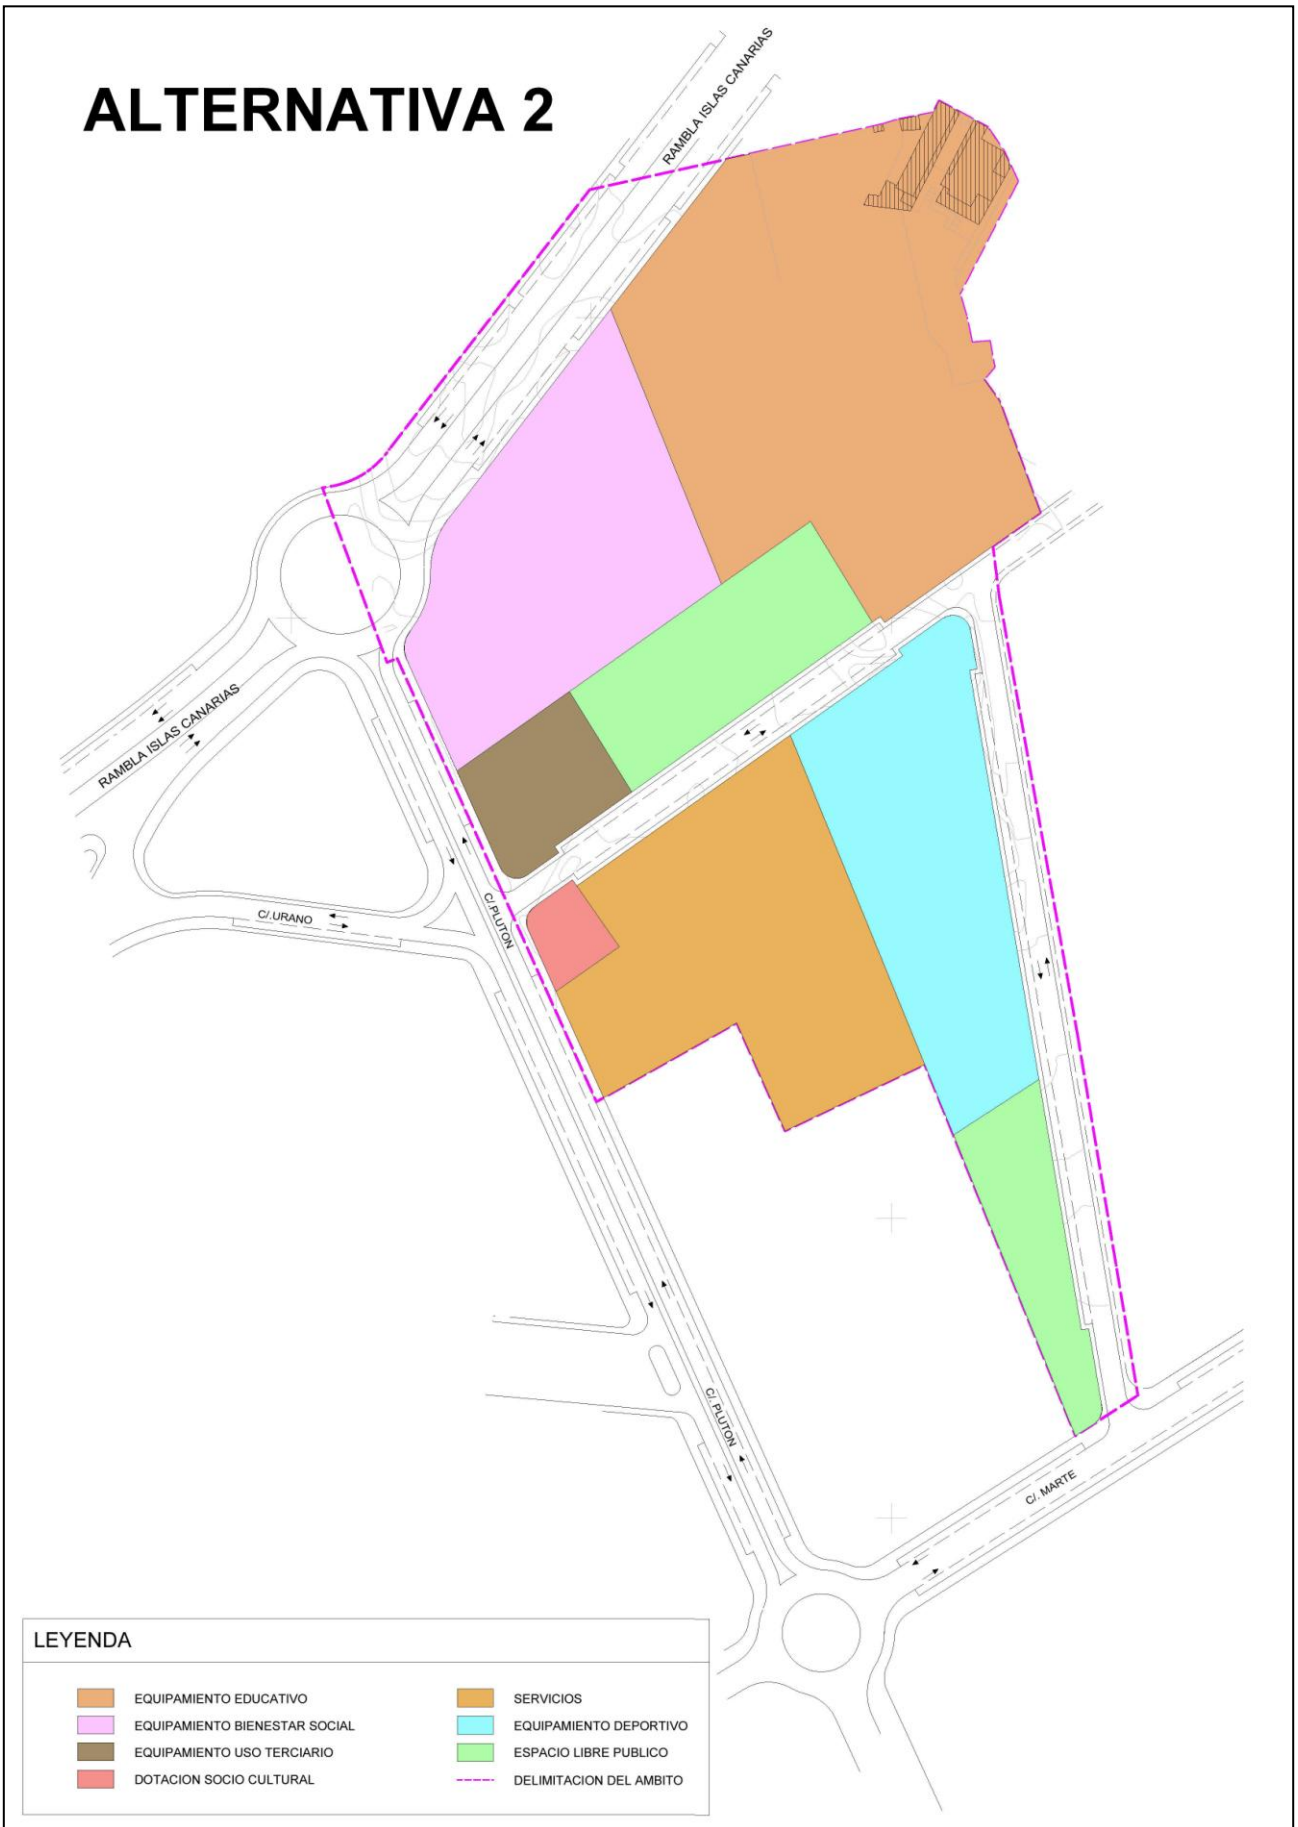 ALTERNATIVA 2
RAMBLA ISLAS CANARIAS
RAMBLA ISLAS CANARIAS
C/.URANO
C/.PLUTON
C/. PLUTON
C/. MARTE
LEYENDA
EQUIPAMIENTO EDUCATIVO
EQUIPAMIENTO BIENESTAR SOCIAL
EQUIPAMIENTO USO TERCIARIO
DOTACION SOCIO CULTURAL
SERVICIOS
EQUIPAMIENTO DEPORTIVO
ESPACIO LIBRE PUBLICO
DELIMITACION DEL AMBITO